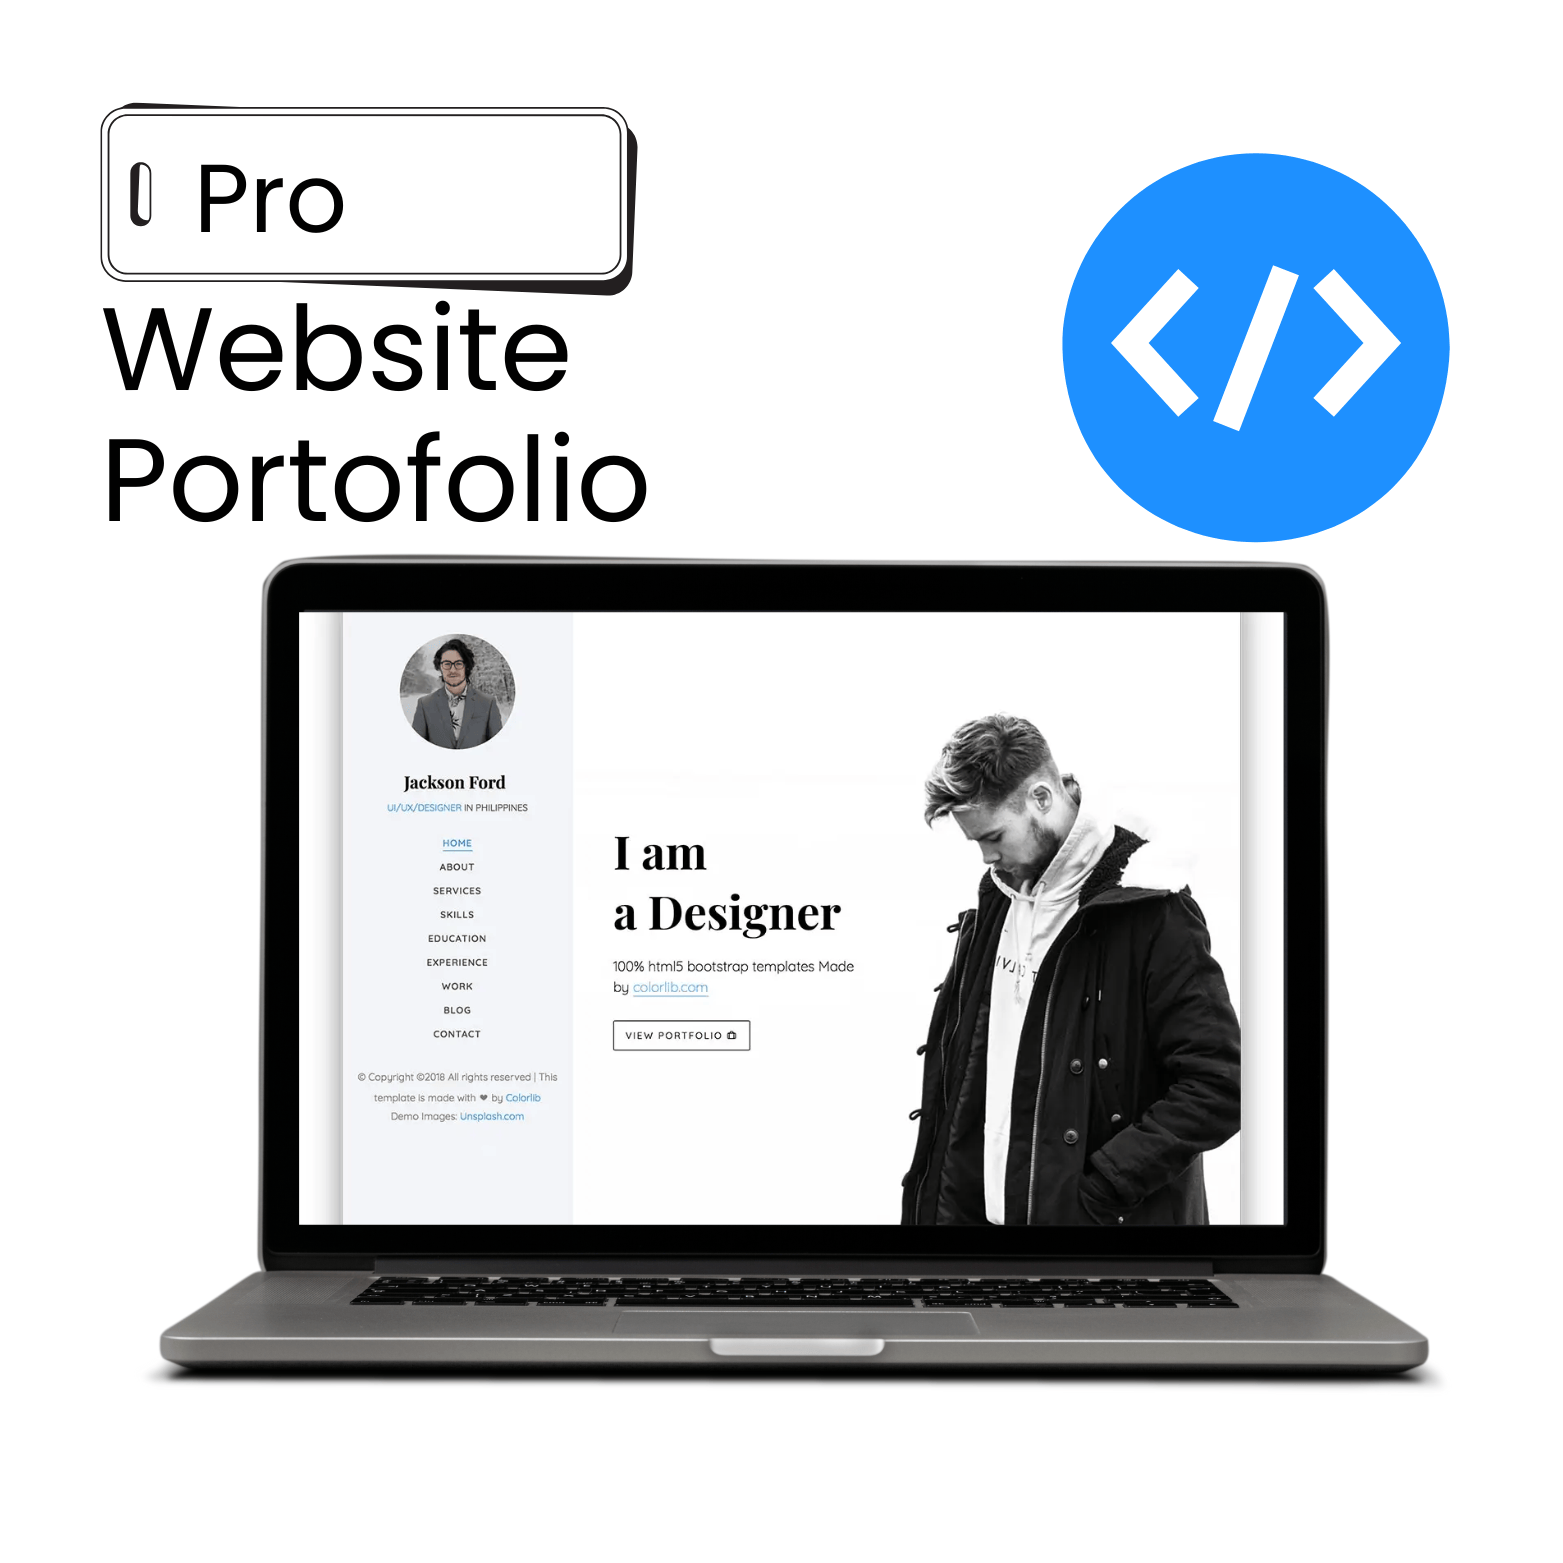 Pro
Website
Portofolio
</>
Jackson Ford
UI/UX/DESIGNER IN PHILIPPINES
HOME
ABOUT
SERVICES
SKILLS
EDUCATION
EXPERIENCE
WORK
BLOG
CONTACT
© Copyright ©2018 All rights reserved | This
template is made with ♥ by Colorlib
Demo Images: Unsplash.com
I am
a Designer
100% html5 bootstrap templates Made
by colorlib.com
VIEW PORTFOLIO